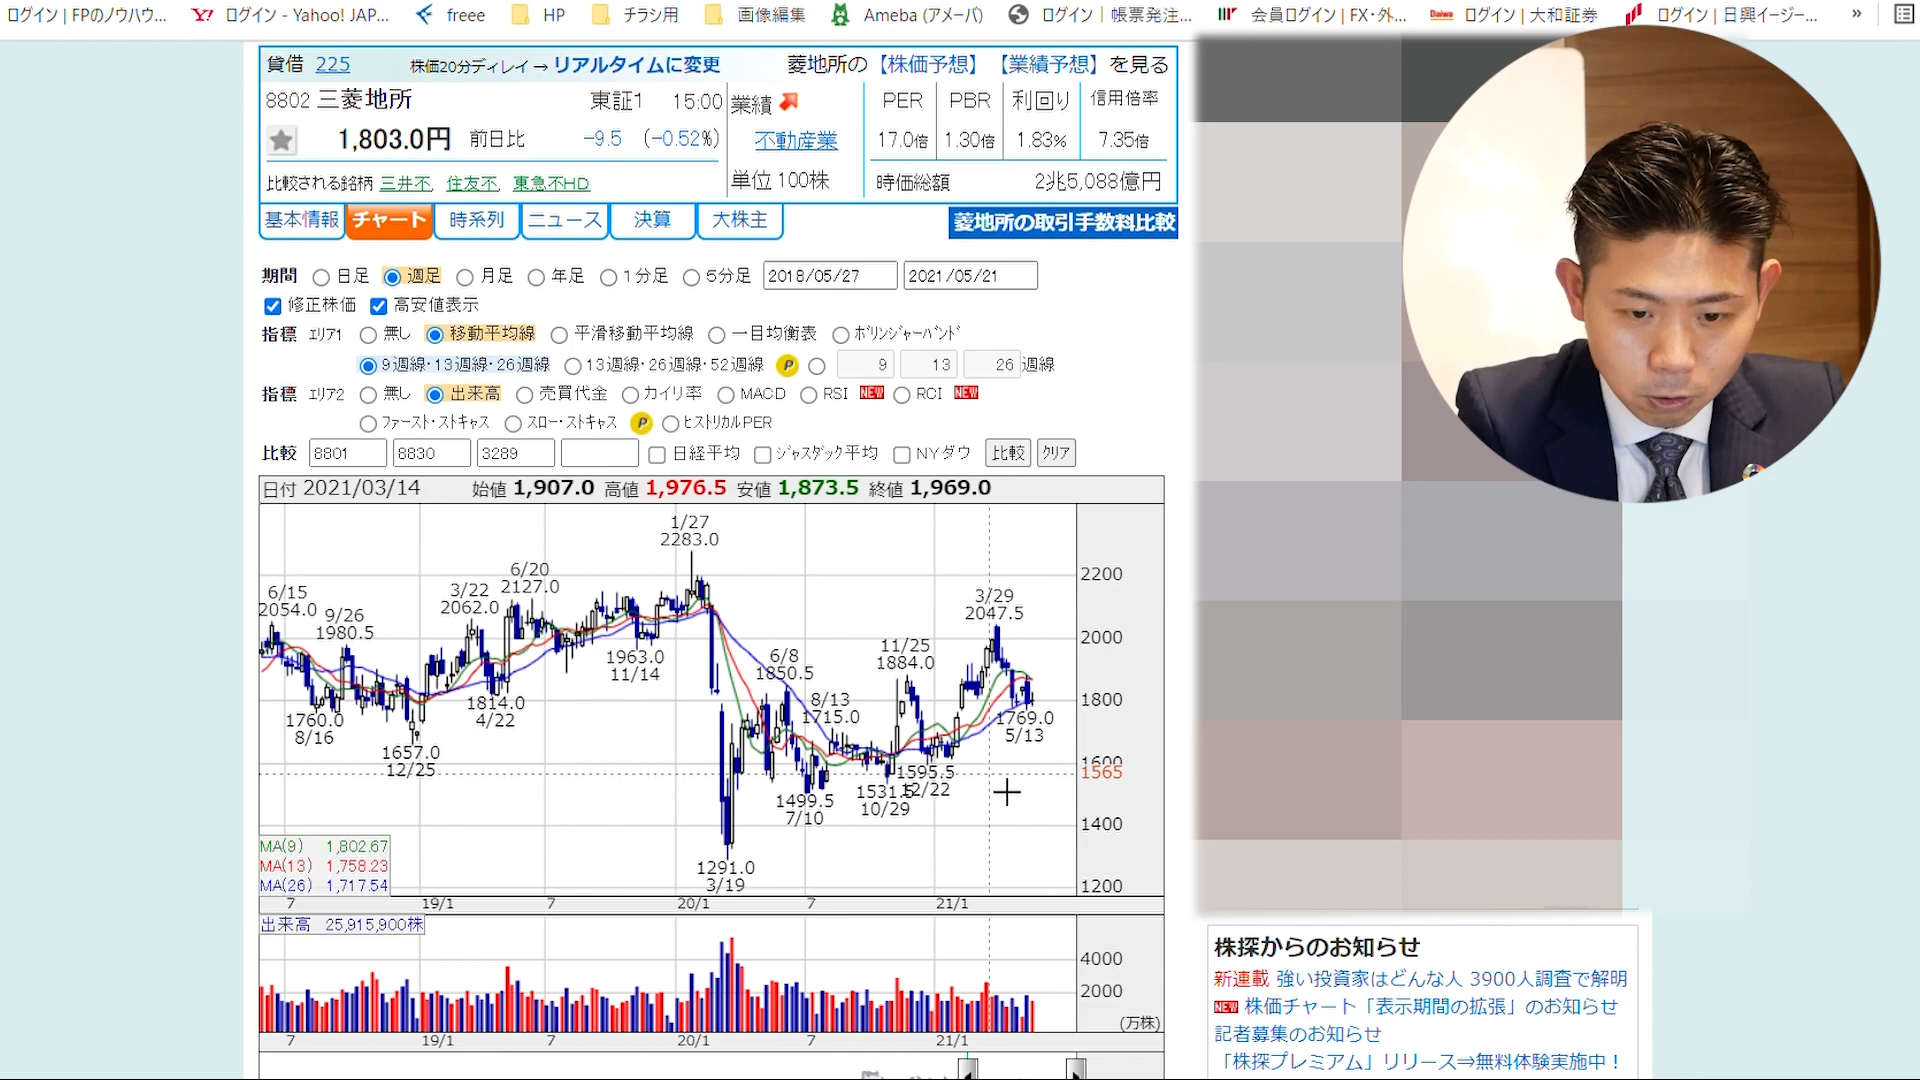 ログイン | FPのノウハウ... ログイン - Yahoo! JAP... freee HP チラシ用 画像編集 Ameba (アメーバ) ログイン | 帳票発注... 会員ログイン | FX・外... Daiwa ログイン | 大和証券 ログイン | 日興イージー... »
貸借 225 株価20分ディレイ → リアルタイムに変更 菱地所の【株価予想】【業績予想】を見る
8802 三菱地所 東証1 15:00 業績 PER PBR 利回り 信用倍率
1,803.0円 前日比 -9.5 (-0.52%) 不動産業 17.0倍 1.30倍 1.83% 7.35倍
比較される銘柄 三井不, 住友不, 東急不HD 単位 100株 時価総額 2兆5,088億円
基本情報 チャート 時系列 ニュース 決算 大株主 菱地所の取引手数料比較
期間 日足 週足 月足 年足 1分足 5分足 2018/05/27 2021/05/21
修正株価 高安値表示
指標 エリア1 無し 移動平均線 平滑移動平均線 一目均衡表 ボリンジャーバンド
9週線・13週線・26週線 13週線・26週線・52週線 P 9 13 26 週線
指標 エリア2 無し 出来高 売買代金 カイリ率 MACD RSI NEW RCI NEW
ファースト・ストキャス スロー・ストキャス P ヒストリカルPER
比較 8801 8830 3289 日経平均 ジャスダック平均 NYダウ 比較 クリア
日付 2021/03/14 始値 1,907.0 高値 1,976.5 安値 1,873.5 終値 1,969.0
1/27
2283.0
2200
6/20
2127.0
3/22
2062.0
6/15
2054.0
9/26
1980.5
3/29
2047.5
2000
11/25
1884.0
6/8
1850.5
1963.0
11/14
8/13
1715.0
1800
1814.0
4/22
1760.0
8/16
1769.0
5/13
1657.0
12/25
1600
1565
1595.5
12/22
1531.5
10/29
1499.5
7/10
1400
1291.0
3/19
1200
MA(9) 1,802.67
MA(13) 1,758.23
MA(26) 1,717.54
7 19/1 7 20/1 7 21/1
出来高 25,915,900株
4000
2000
(万株)
7 19/1 7 20/1 7 21/1
株探からのお知らせ
新連載 強い投資家はどんな人 3900人調査で解明
NEW 株価チャート「表示期間の拡張」のお知らせ
記者募集のお知らせ
「株探プレミアム」リリース⇒無料体験実施中！